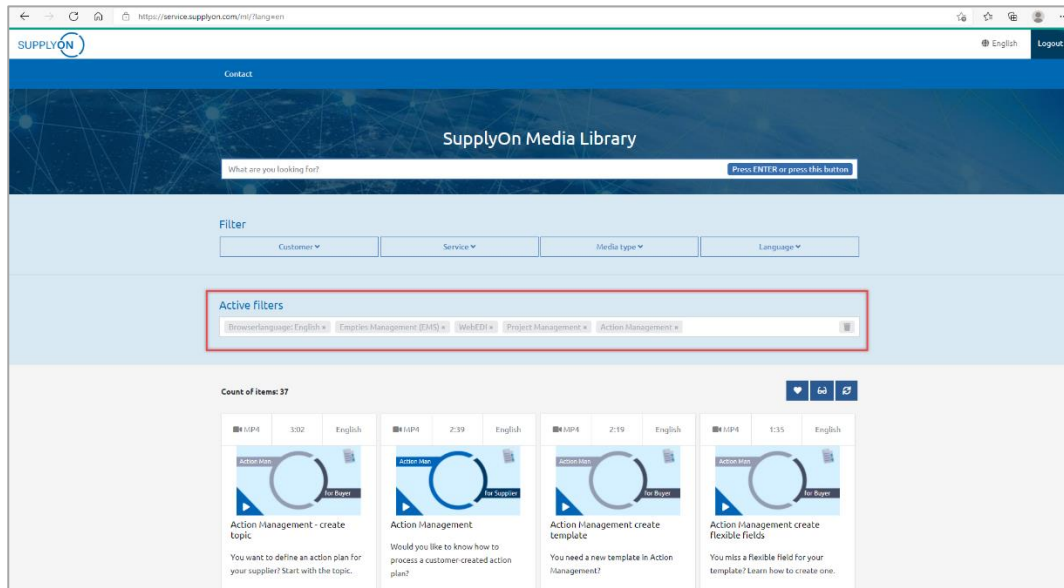 https://service.supplyon.com/ml/?lang=en
SUPPLYON
English
Logout
Contact
SupplyOn Media Library
What are you looking for?
Press ENTER or press this button
Filter
Customer
Service
Media type
Language
Active filters
Browserlanguage: English × Empties Management (EMS) × WebEDI × Project Management × Action Management ×
Count of items: 37
MP4 3:02 English
MP4 2:39 English
MP4 2:19 English
MP4 1:35 English
Action Man
for Buyer
Action Man
for Supplier
Action Man
for Buyer
Action Man
for Buyer
Action Management - create
topic
You want to define an action plan for
your supplier? Start with the topic.
Action Management
Would you like to know how to
process a customer-created action
plan?
Action Management create
template
You need a new template in Action
Management?
Action Management create
flexible fields
You miss a flexible field for your
template? Learn how to create one.